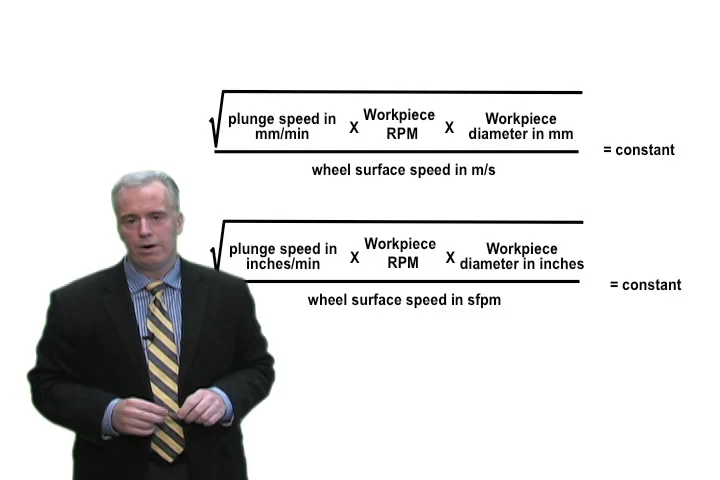 plunge speed in mm/min X Workpiece RPM X Workpiece diameter in mm
wheel surface speed in m/s
= constant
plunge speed in inches/min X Workpiece RPM X Workpiece diameter in inches
wheel surface speed in sfpm
= constant